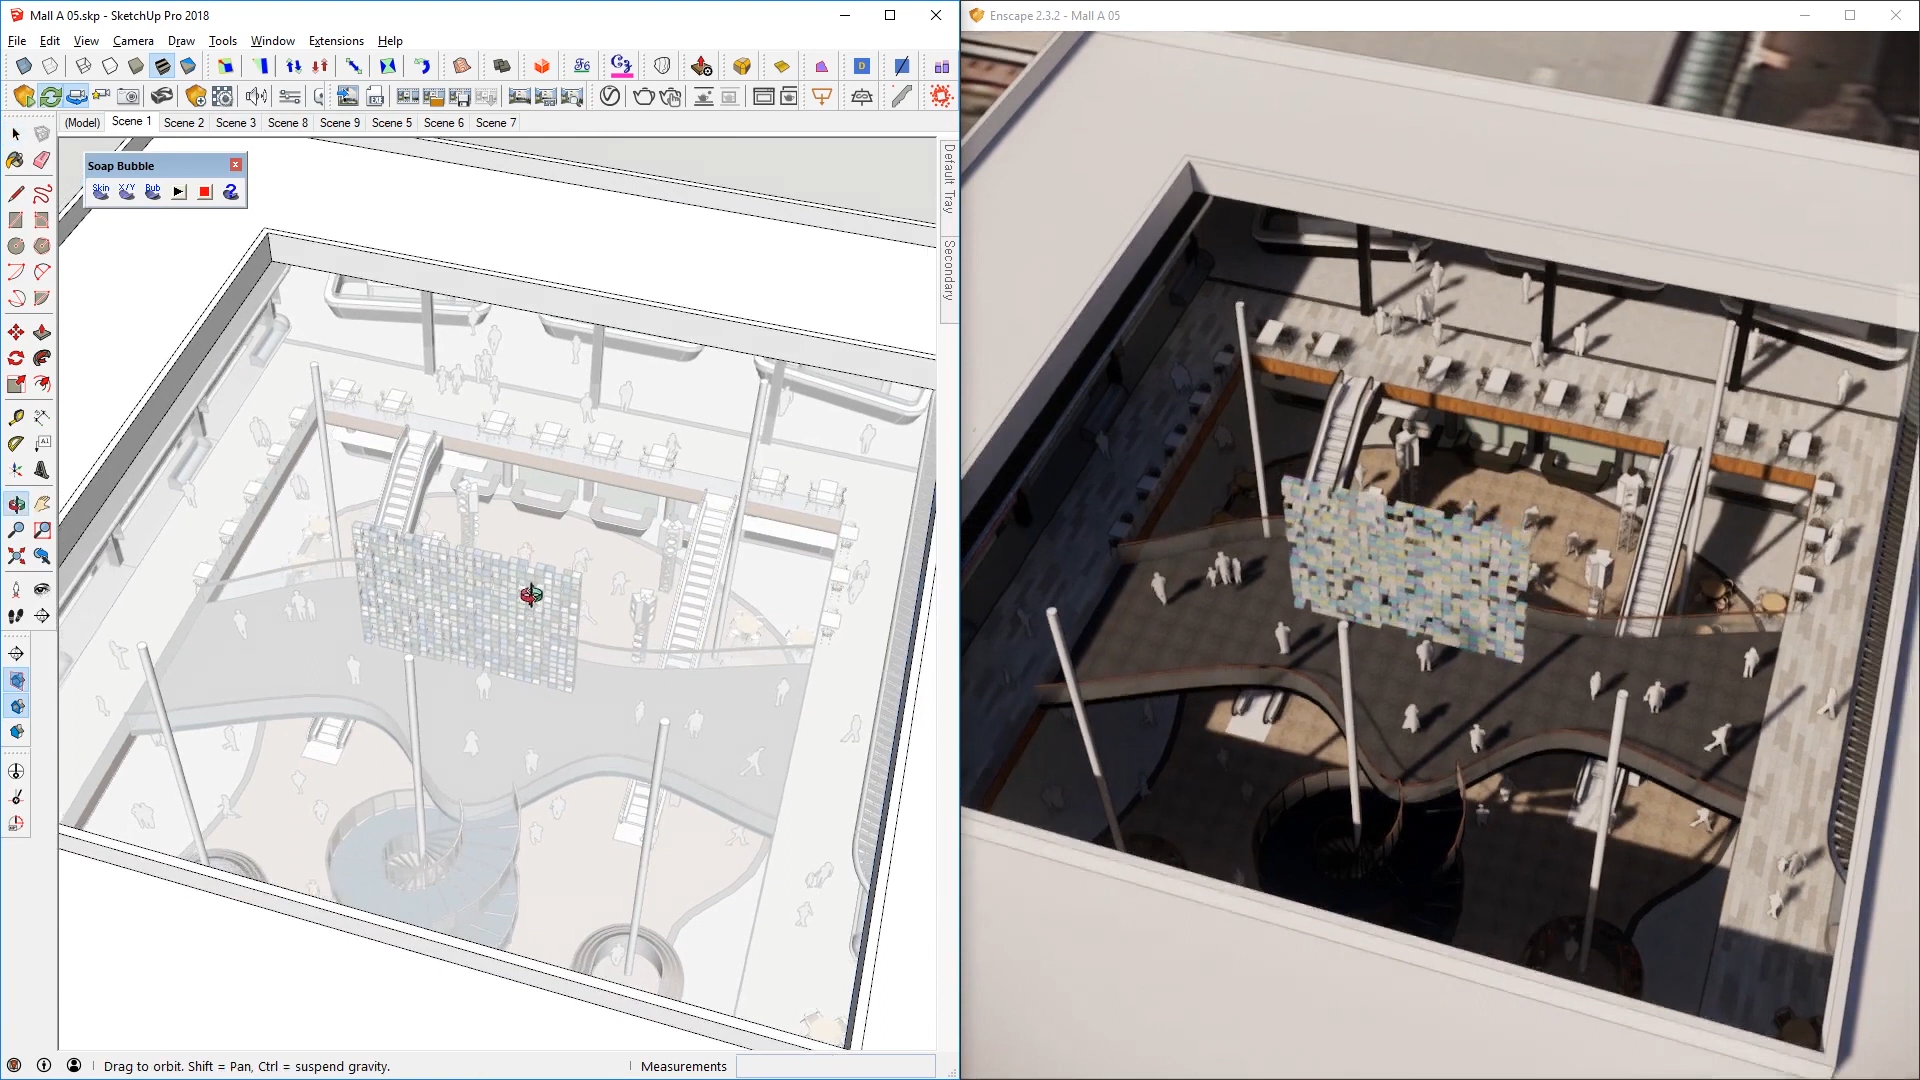 Mall A 05.skp - SketchUp Pro 2018
File Edit View Camera Draw Tools Window Extensions Help
(Model) Scene 1 Scene 2 Scene 3 Scene 8 Scene 9 Scene 5 Scene 6 Scene 7
Soap Bubble
Skin X/Y Bub
Default Tray
Secondary
Drag to orbit. Shift = Pan, Ctrl = suspend gravity.
Measurements
Enscape 2.3.2 - Mall A 05